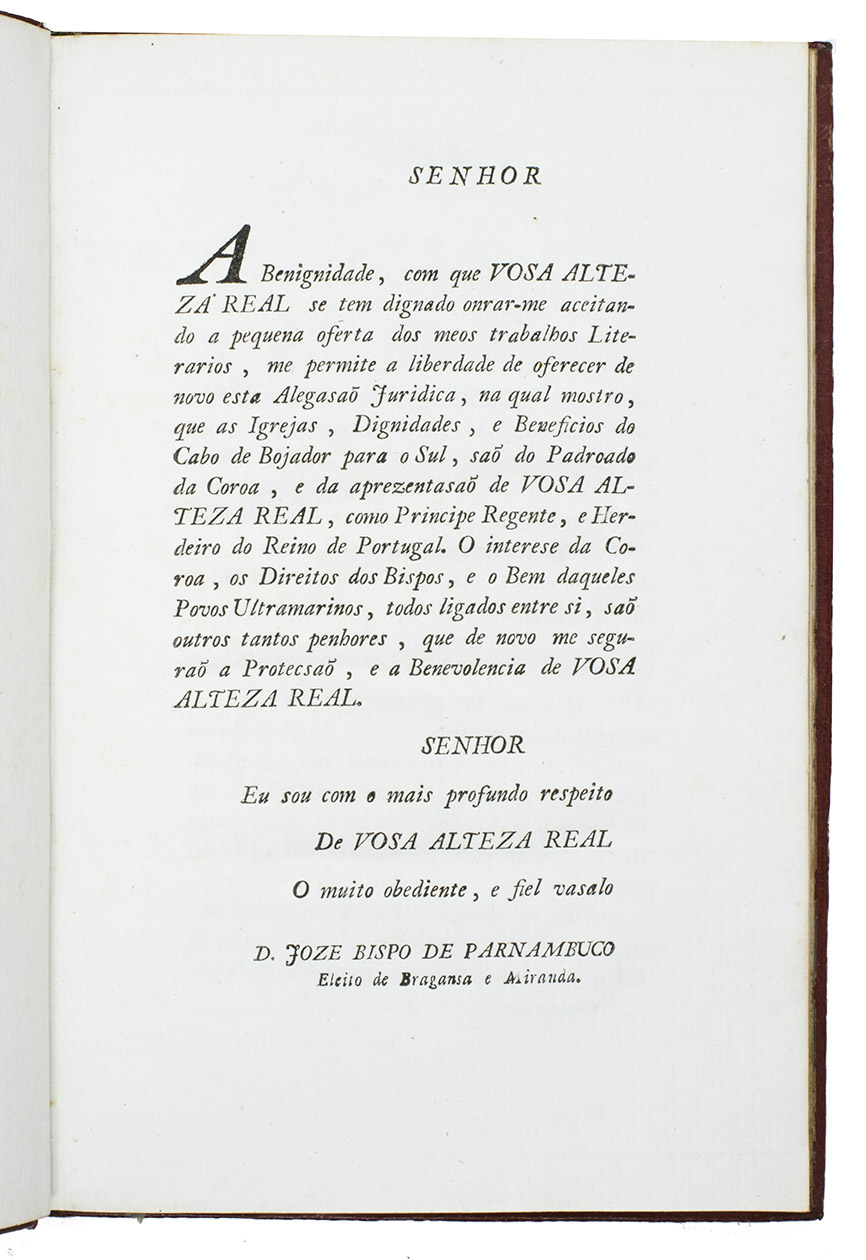 SENHOR
A Benignidade, com que VOSA ALTE-
ZA REAL se tem dignado onrar-me aceitan-
do a pequena oferta dos meos trabalhos Lite-
rarios , me permite a liberdade de oferecer de
novo esta Alegasaõ Juridica, na qual mostro,
que as Igrejas , Dignidades , e Beneficios do
Cabo de Bojador para o Sul, saõ do Padroado
da Coroa , e da aprezentasaõ de VOSA AL-
TEZA REAL, como Principe Regente, e Her-
deiro do Reino de Portugal. O interese da Co-
roa , os Direitos dos Bispos, e o Bem daqueles
Povos Ultramarinos, todos ligados entre si, saõ
outros tantos penhores , que de novo me segu-
raõ a Protecsaõ , e a Benevolencia de VOSA
ALTEZA REAL.
SENHOR
Eu sou com o mais profundo respeito
De VOSA ALTEZA REAL
O muito obediente, e fiel vasalo
D. JOZE BISPO DE PARNAMBUCO
Eleito de Bragansa e Miranda.